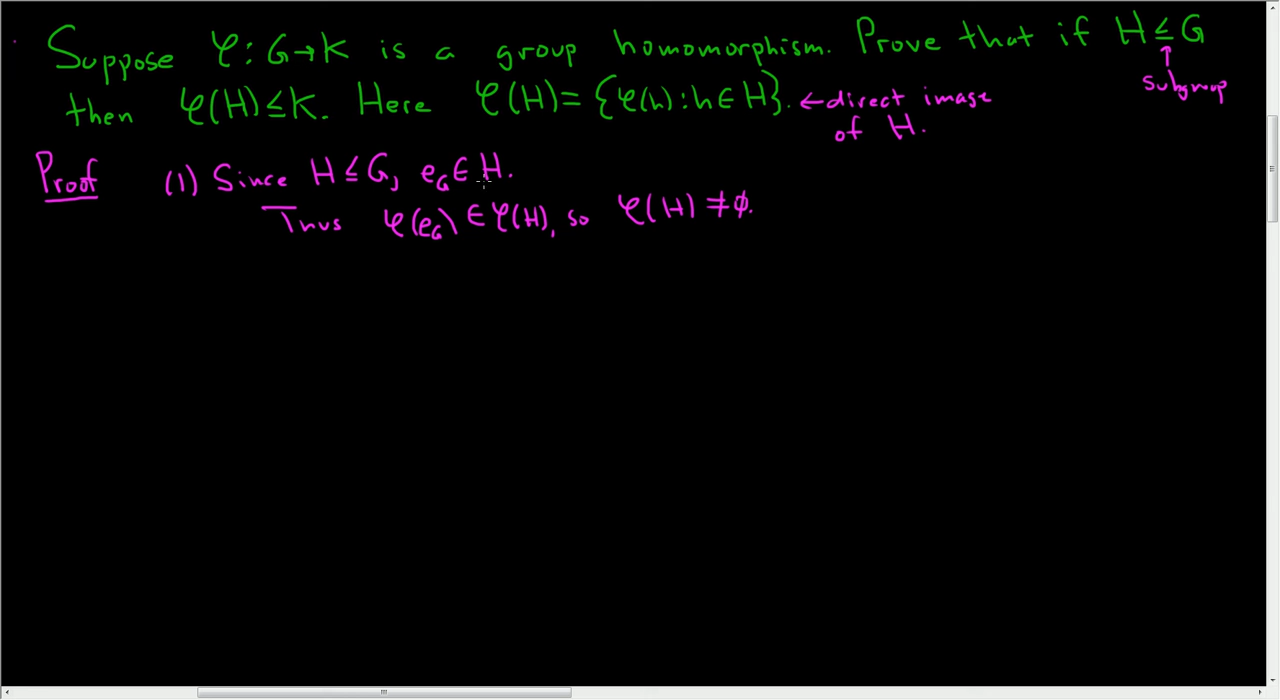 Suppose φ: G→K is a group homomorphism. Prove that if H ≤ G
↑
subgroup
then φ(H) ≤ K. Here φ(H) = {φ(h) : h ∈ H}. ← direct image
of H.
Proof (1) Since H ≤ G, e_G ∈ H.
Thus φ(e_G) ∈ φ(H), so φ(H) ≠ ∅.